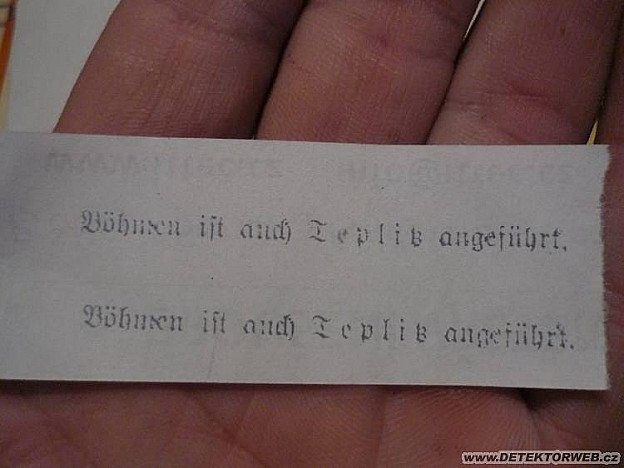 Böhmen ist auch Teplitz angeführt.
Böhmen ist auch Teplitz angeführt.
www.DETEKTORWEB.cz